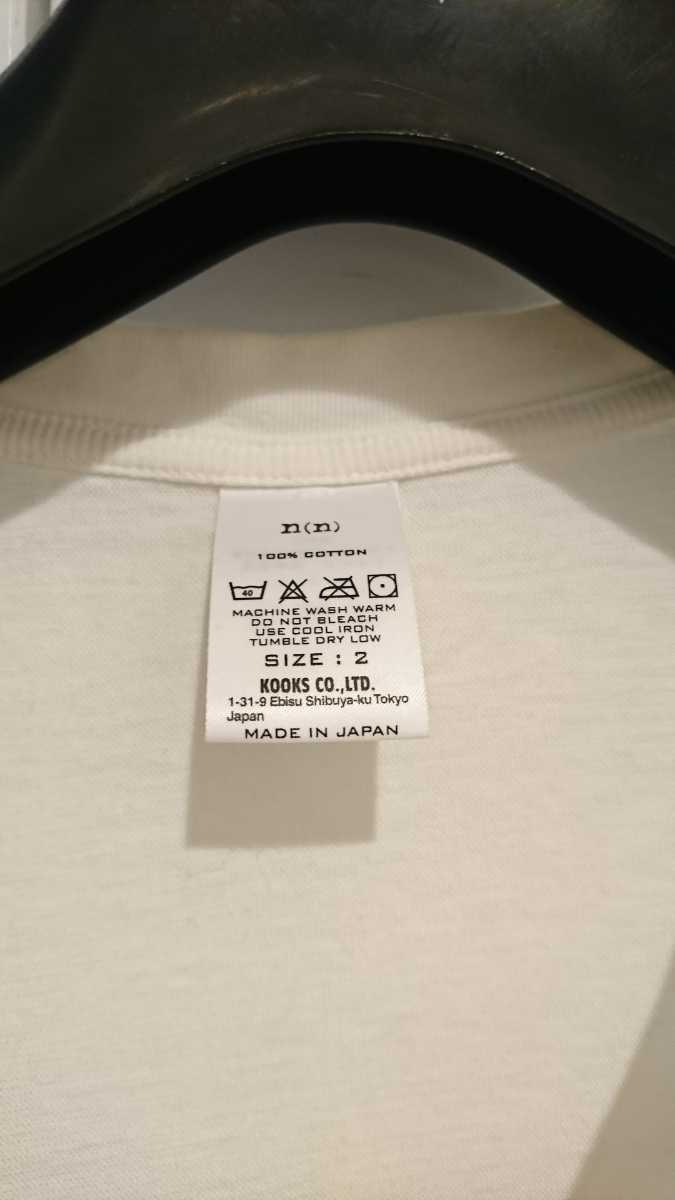 n(n)
100% COTTON
40
MACHINE WASH WARM
DO NOT BLEACH
USE COOL IRON
TUMBLE DRY LOW
SIZE : 2
KOOKS CO.,LTD.
1-31-9 Ebisu Shibuya-ku Tokyo
Japan
MADE IN JAPAN